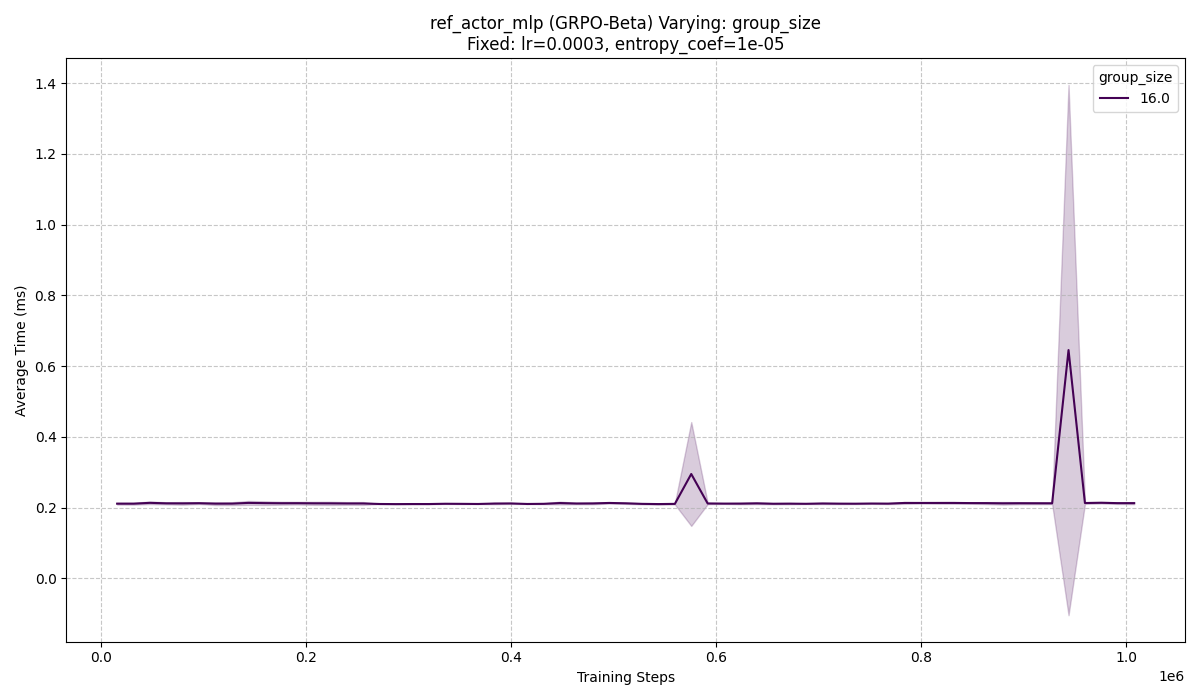 ref_actor_mlp (GRPO-Beta) Varying: group_size
Fixed: lr=0.0003, entropy_coef=1e-05
group_size
16.0
Average Time (ms)
1.4
1.2
1.0
0.8
0.6
0.4
0.2
0.0
0.0 0.2 0.4 0.6 0.8 1.0
1e6
Training Steps